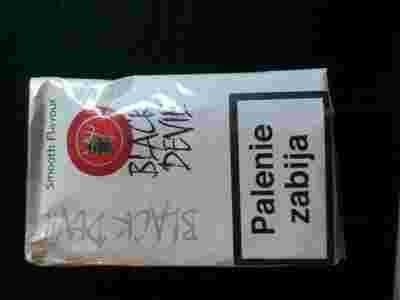 Smooth Flavour
BLACK
DEVIL
BLACK DEVIL
Palenie
zabija